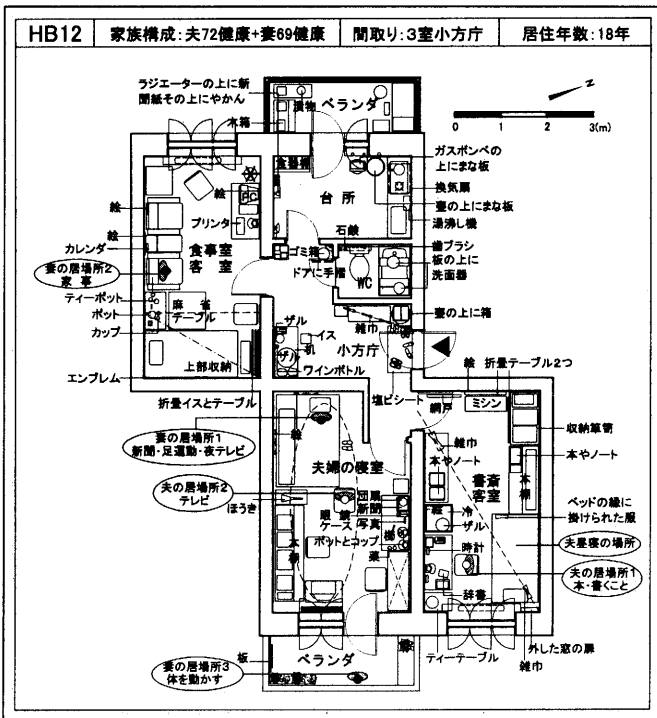 HB12
家族構成:夫72健康+妻69健康
間取り:3室小方庁
居住年数:18年
ラジエーターの上に新
聞紙その上にやかん
漬物
ベランダ
木箱
Z
0 1 2 3(m)
食器棚
台所
ガスボンベの
上にまな板
換気扇
壷の上にまな板
湯沸し機
絵
PC
プリンタ
絵
絵
カレンダ
食事室
客室
妻の居場所2
家事
ティーポット
ポット
カップ
麻雀
テーブル
上部収納
エンブレム
折畳イスとテーブル
ゴミ箱
石鹸
ドアに手摺
WC
歯ブラシ
板の上に
洗面器
壷の上に箱
雑巾
ザル
イス
机
ザル
小方庁
ワインボトル
塩ビシート
絵
折畳テーブル2つ
網戸
ミシン
収納箪笥
雑巾
本やノート
本やノート
書斎
客室
本棚
妻の居場所1
新聞・足運動・夜テレビ
絵
夫婦の寝室
夫の居場所2
テレビ
ほうき
眼鏡
ケース
団扇
新聞
写真
棚
ポットとコップ
薬
本棚
絵
冷
ザル
時計
辞書
ベッドの縁に
掛けられた服
夫昼寝の場所
夫の居場所1
本・書くこと
外した窓の扉
ティーテーブル
雑巾
妻の居場所3
体を動かす
板
ベランダ